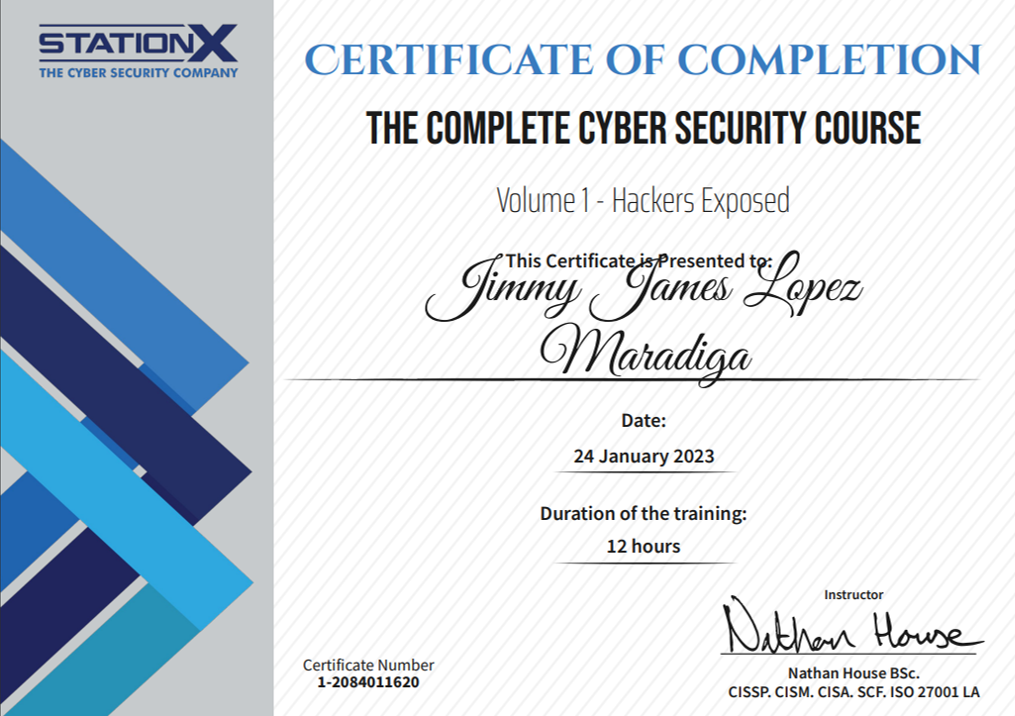 STATIONX
THE CYBER SECURITY COMPANY
CERTIFICATE OF COMPLETION
THE COMPLETE CYBER SECURITY COURSE
Volume 1 - Hackers Exposed
This Certificate is Presented to:
Jimmy James Lopez
Maradiga
Date:
24 January 2023
Duration of the training:
12 hours
Instructor
Nathan House
Nathan House BSc.
CISSP. CISM. CISA. SCF. ISO 27001 LA
Certificate Number
1-2084011620